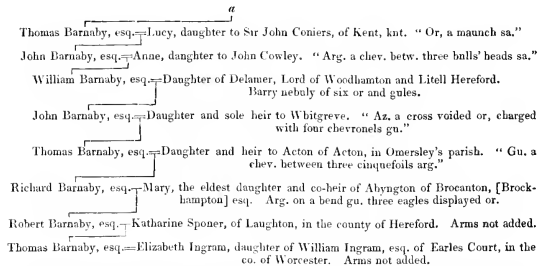 a
Thomas Barnaby, esq.=Lucy, daughter to Sir John Coniers, of Kent, knt. "Or, a maunch sa."
John Barnaby, esq.=Anne, daughter to John Cowley. "Arg. a chev. betw. three bulls' heads sa."
William Barnaby, esq.=Daughter of Delamer, Lord of Woodhamton and Litell Hereford.
Barry nebuly of six or and gules.
John Barnaby, esq.=Daughter and sole heir to Whitgreve. "Az. a cross voided or, charged
with four chevronels gu."
Thomas Barnaby, esq.=Daughter and heir to Acton of Acton, in Omersley's parish. "Gu. a
chev. between three cinquefoils arg."
Richard Barnaby, esq.=Mary, the eldest daughter and co-heir of Abyngton of Brocanton, [Brock-
hampton] esq. Arg. on a bend gu. three eagles displayed or.
Robert Barnaby, esq.=Katharine Sponer, of Laughton, in the county of Hereford. Arms not added.
Thomas Barnaby, esq.=Elizabeth Ingram, daughter of William Ingram, esq. of Earles Court, in the
co. of Worcester. Arms not added.